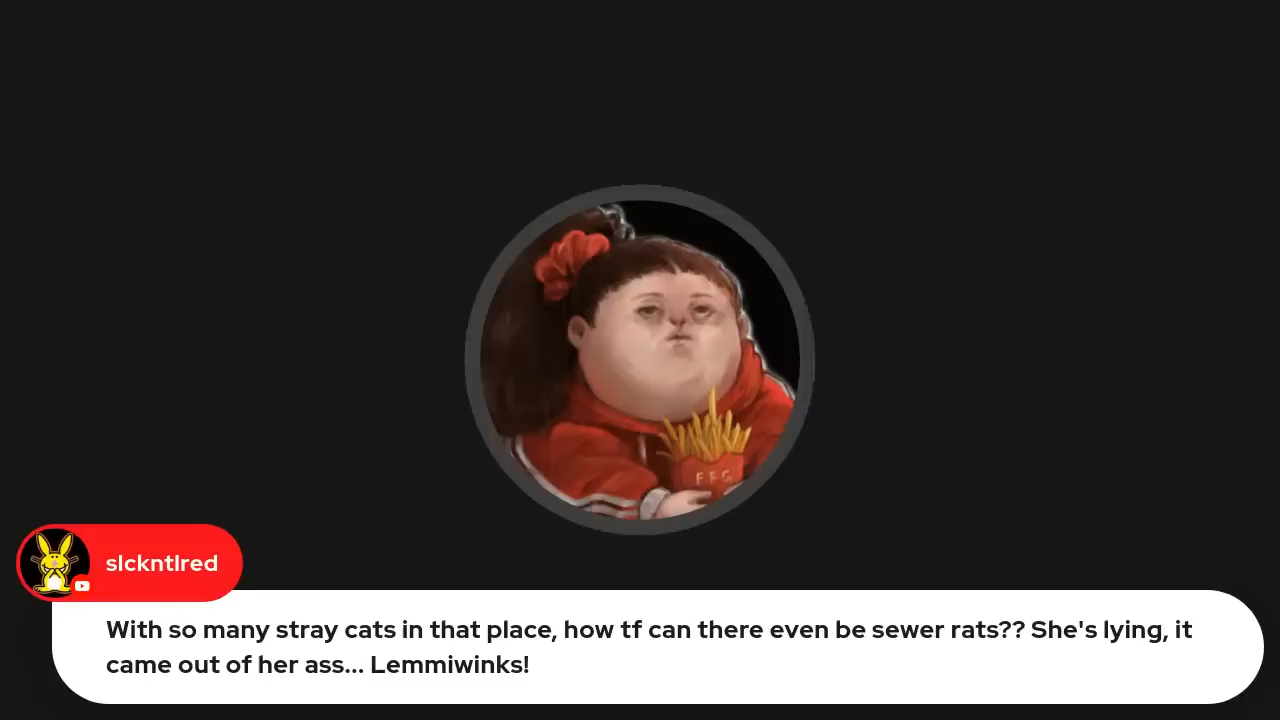 FFG
slckntlred
With so many stray cats in that place, how tf can there even be sewer rats?? She's lying, it
came out of her ass... Lemmiwinks!